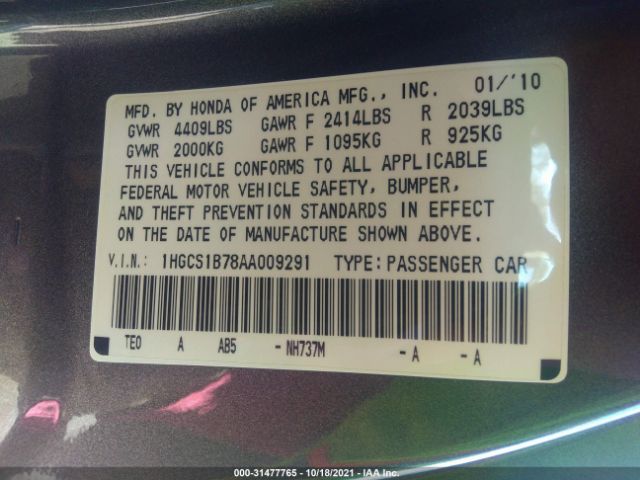 MFD. BY HONDA OF AMERICA MFG., INC. 01/'10
GVWR 4409LBS GAWR F 2414LBS R 2039LBS
GVWR 2000KG GAWR F 1095KG R 925KG
THIS VEHICLE CONFORMS TO ALL APPLICABLE
FEDERAL MOTOR VEHICLE SAFETY, BUMPER,
AND THEFT PREVENTION STANDARDS IN EFFECT
ON THE DATE OF MANUFACTURE SHOWN ABOVE.
V.I.N.: 1HGCS1B78AA009291 TYPE: PASSENGER CAR
TE0 A AB5 - NH737M - A - A
000-31477765 - 10/18/2021 - IAA Inc.